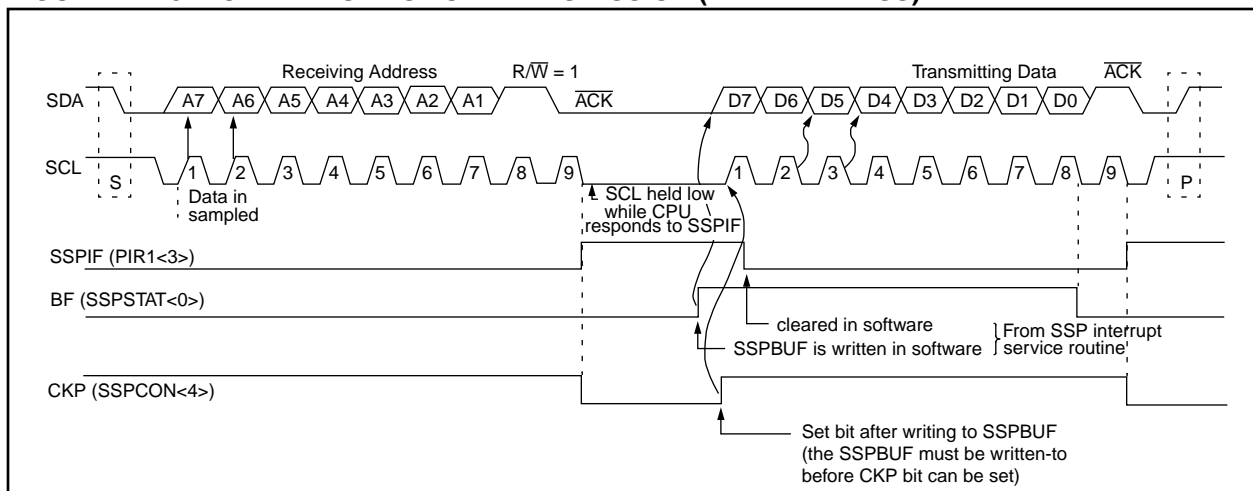 Receiving Address R/W = 1 Transmitting Data ACK
SDA A7 A6 A5 A4 A3 A2 A1 ACK D7 D6 D5 D4 D3 D2 D1 D0
SCL S 1 2 3 4 5 6 7 8 9 1 2 3 4 5 6 7 8 9 P
Data in
sampled
SCL held low
while CPU
responds to SSPIF
SSPIF (PIR1<3>)
BF (SSPSTAT<0>)
cleared in software
SSPBUF is written in software
From SSP interrupt
service routine
CKP (SSPCON<4>)
Set bit after writing to SSPBUF
(the SSPBUF must be written-to
before CKP bit can be set)